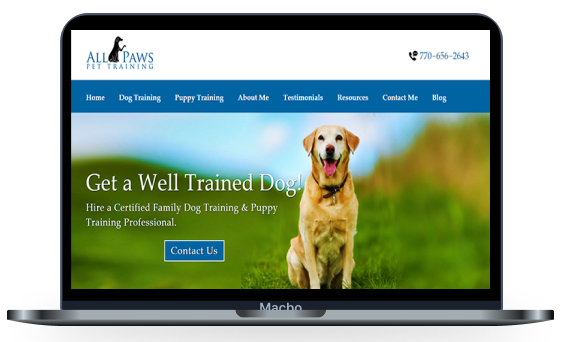 ALL PAWS
PET TRAINING
770-656-2643
Home Dog Training Puppy Training About Me Testimonials Resources Contact Me Blog
Get a Well Trained Dog!
Hire a Certified Family Dog Training & Puppy
Training Professional.
Contact Us